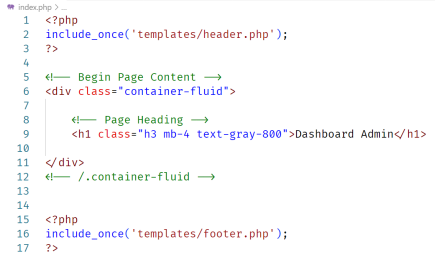 index.php > ...
1 <?php
2 include_once('templates/header.php');
3 ?>
4
5 <!-- Begin Page Content -->
6 <div class="container-fluid">
7
8 <!-- Page Heading -->
9 <h1 class="h3 mb-4 text-gray-800">Dashboard Admin</h1>
10
11 </div>
12 <!-- /.container-fluid -->
13
14
15 <?php
16 include_once('templates/footer.php');
17 ?>